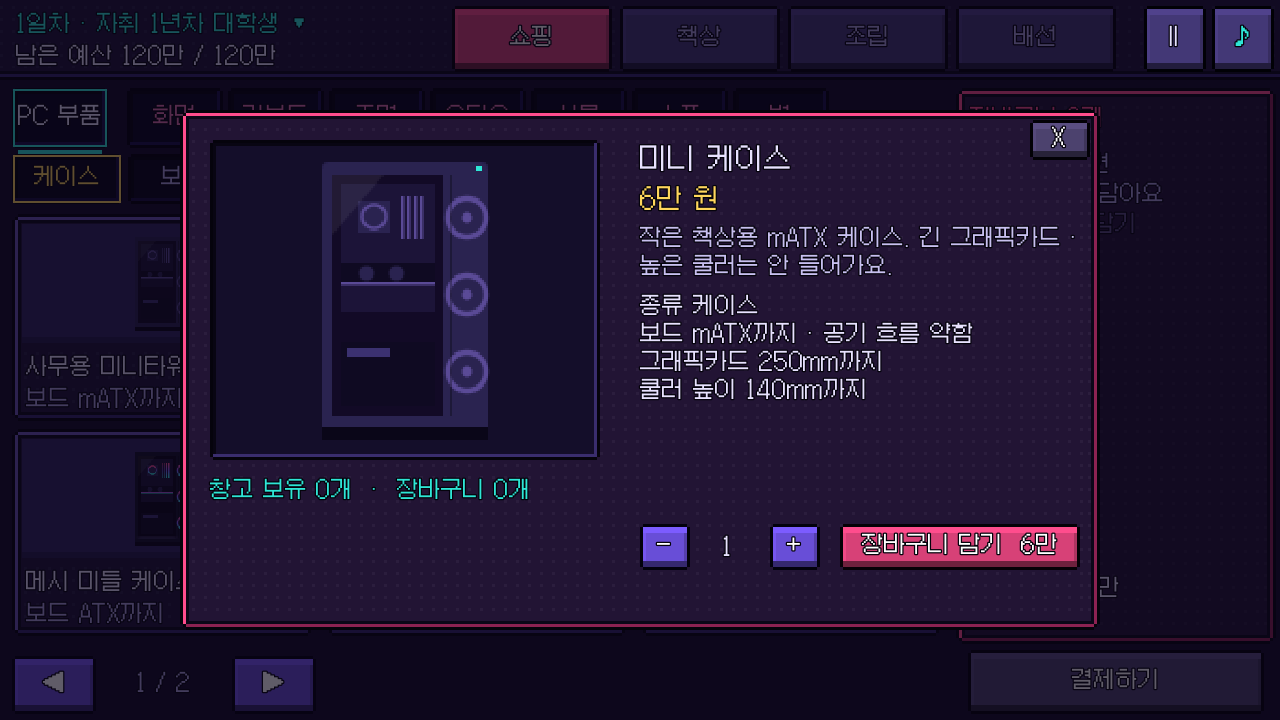 1일차 · 자취 1년차 대학생 ▼
남은 예산 120만 / 120만
쇼핑
책상
조립
배선
PC 부품
케이스
미니 케이스
X
6만 원
작은 책상용 mATX 케이스. 긴 그래픽카드 ·
높은 쿨러는 안 들어가요.
종류 케이스
보드 mATX까지 · 공기 흐름 약함
그래픽카드 250mm까지
쿨러 높이 140mm까지
창고 보유 0개 · 장바구니 0개
− 1 +
장바구니 담기 6만
사무용 미니타워
보드 mATX까지
메시 미들 케이스
보드 ATX까지
담아요
담기
만
1 / 2
결제하기